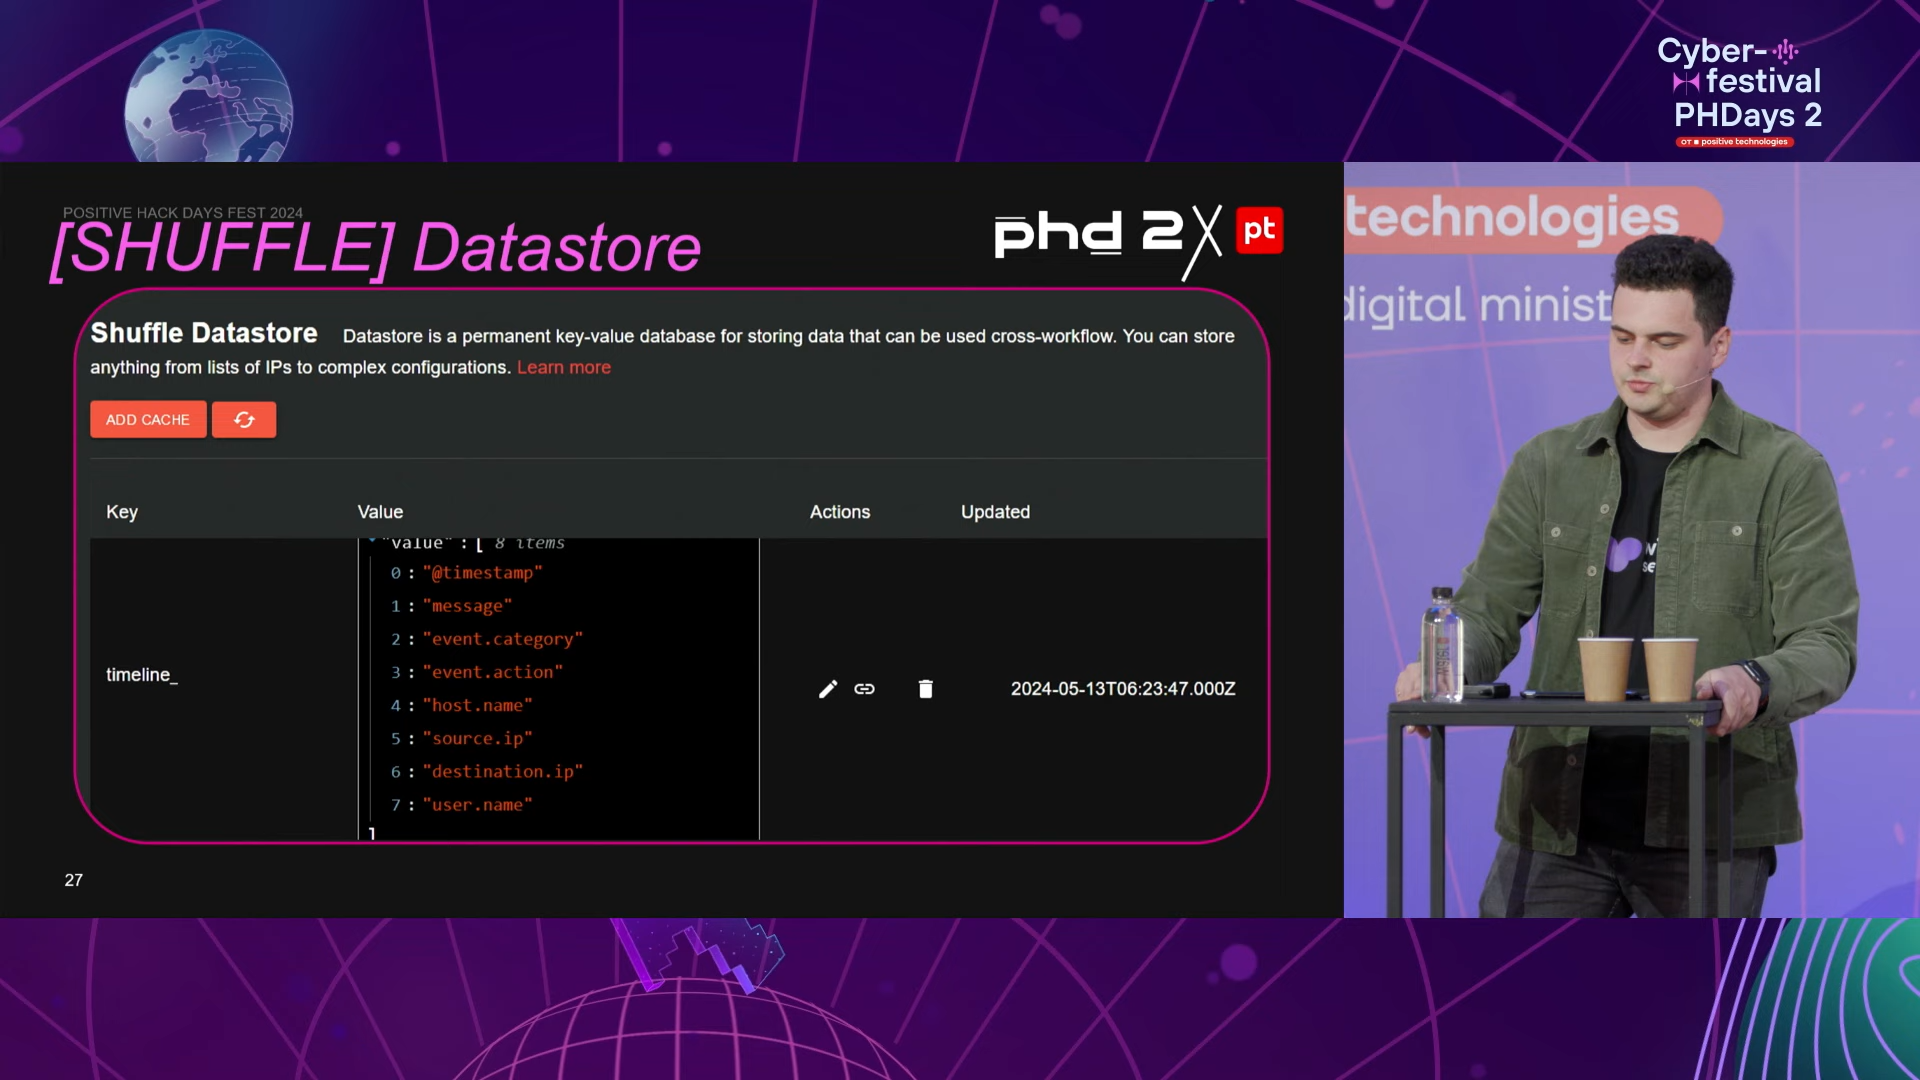 Cyber-
festival
PHDays 2
positive technologies
POSITIVE HACK DAYS FEST 2024
[SHUFFLE] Datastore
phd 2
pt
Shuffle Datastore Datastore is a permanent key-value database for storing data that can be used cross-workflow. You can store
anything from lists of IPs to complex configurations. Learn more
ADD CACHE
Key Value Actions Updated
"value" : [ 8 items
0 : "@timestamp"
1 : "message"
2 : "event.category"
3 : "event.action"
4 : "host.name"
5 : "source.ip"
6 : "destination.ip"
7 : "user.name"
]
timeline_
2024-05-13T06:23:47.000Z
27
technologies
digital minist